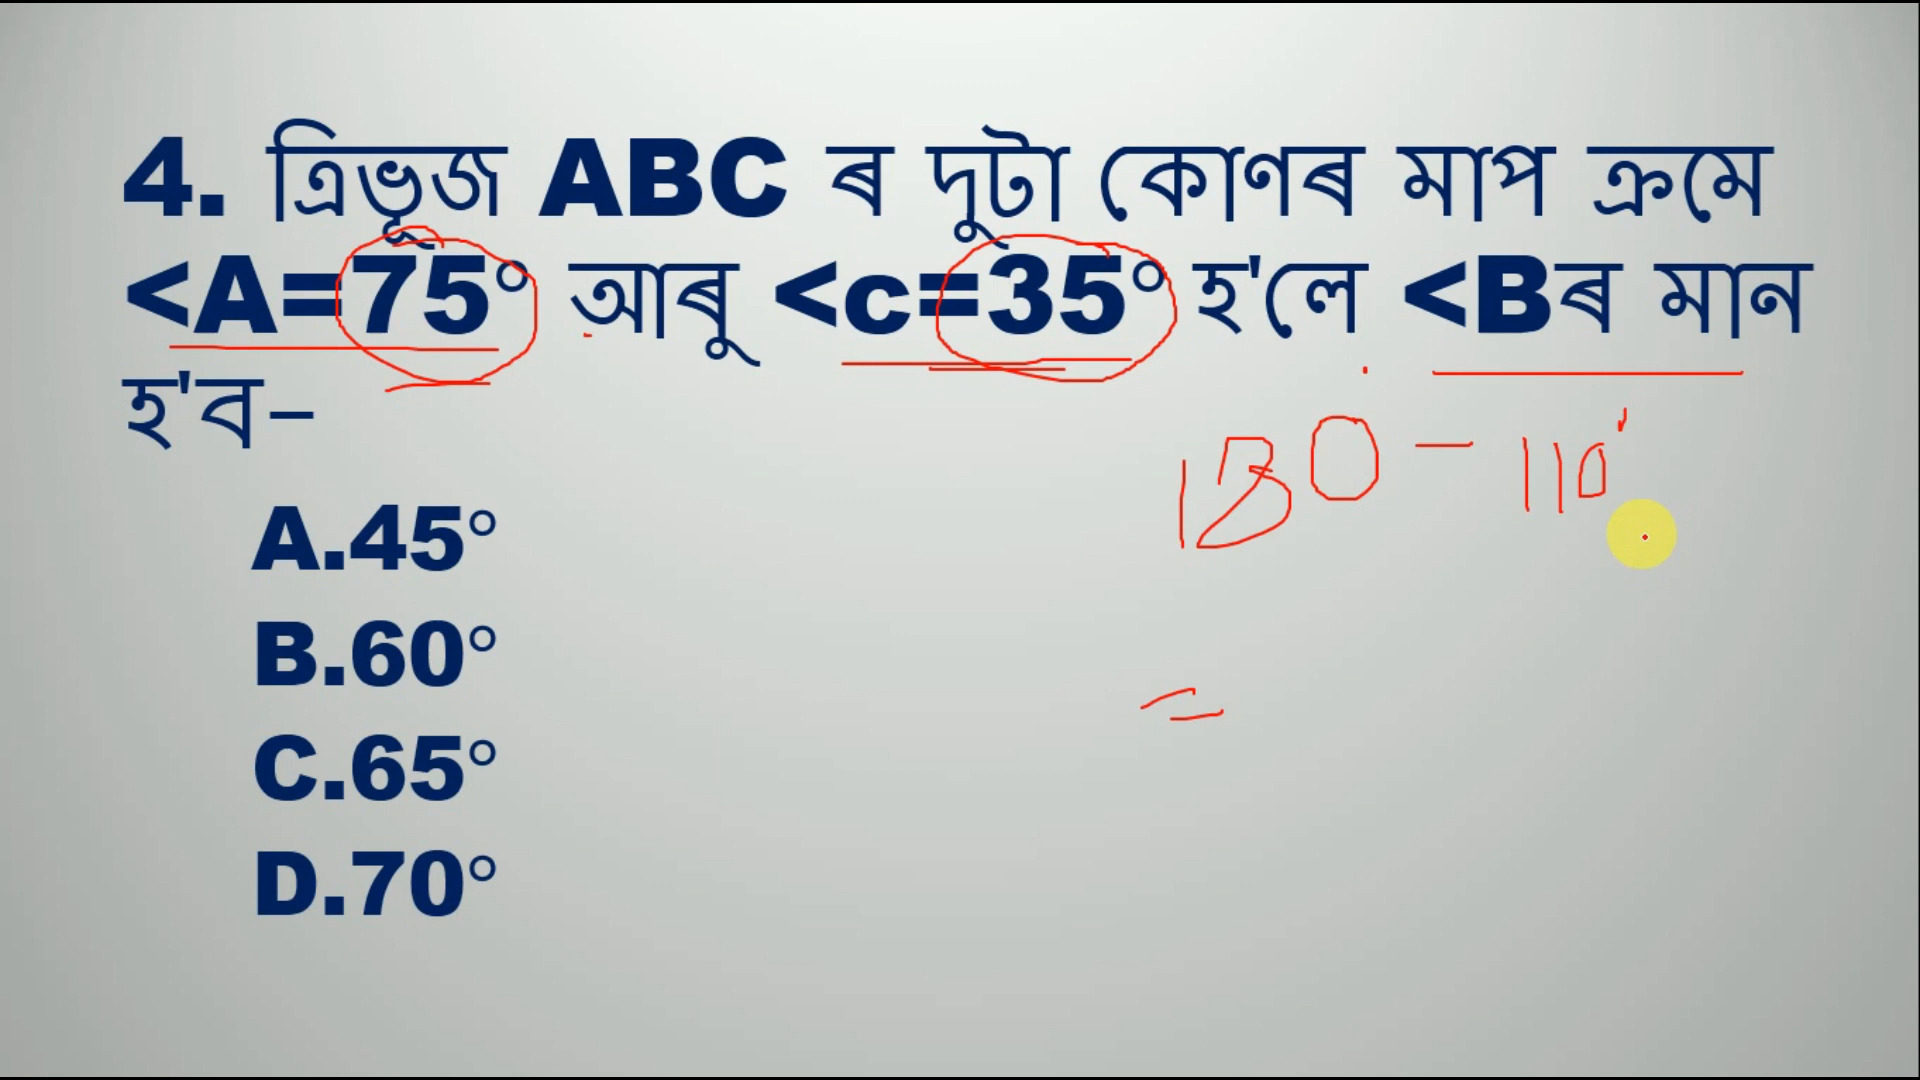 4. ত্ৰিভূজ ABC ৰ দুটা কোণৰ মাপ ক্ৰমে
<A=75° আৰু <c=35° হ'লে <Bৰ মান
হ'ব–
180 – 110°
A.45°
B.60°
=
C.65°
D.70°